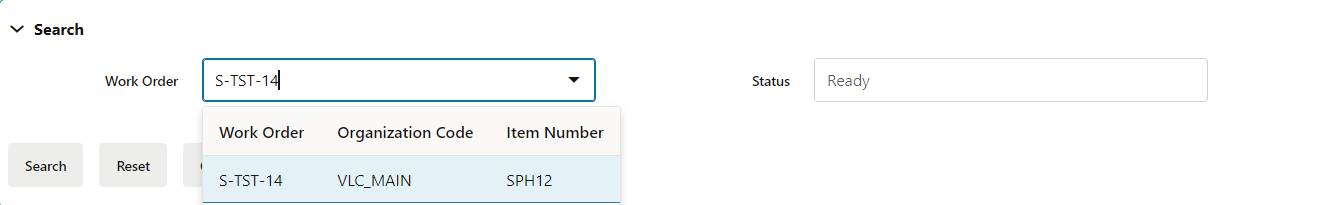 Search
Work Order S-TST-14 Status Ready
Work Order Organization Code Item Number
Search Reset
S-TST-14 VLC_MAIN SPH12